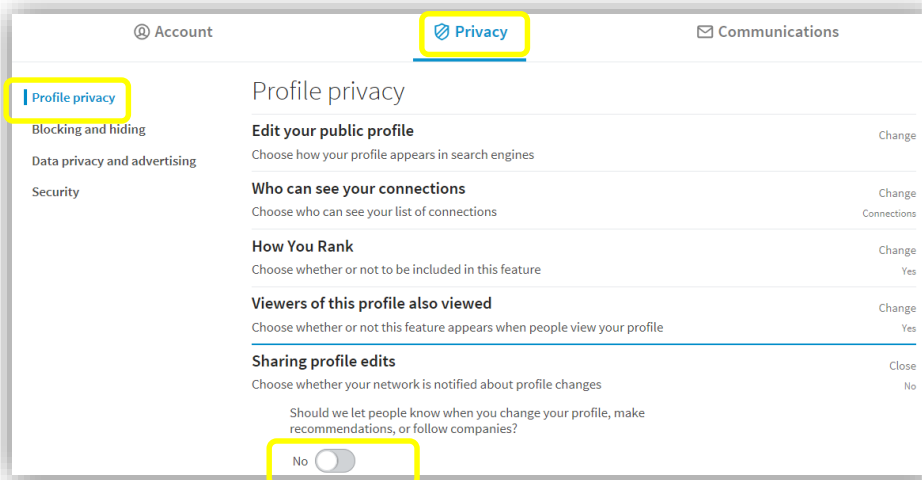 Account
Privacy
Communications
Profile privacy
Blocking and hiding
Data privacy and advertising
Security
Profile privacy
Edit your public profile
Change
Choose how your profile appears in search engines
Who can see your connections
Change
Choose who can see your list of connections
Connections
How You Rank
Change
Choose whether or not to be included in this feature
Yes
Viewers of this profile also viewed
Change
Choose whether or not this feature appears when people view your profile
Yes
Sharing profile edits
Close
Choose whether your network is notified about profile changes
No
Should we let people know when you change your profile, make
recommendations, or follow companies?
No